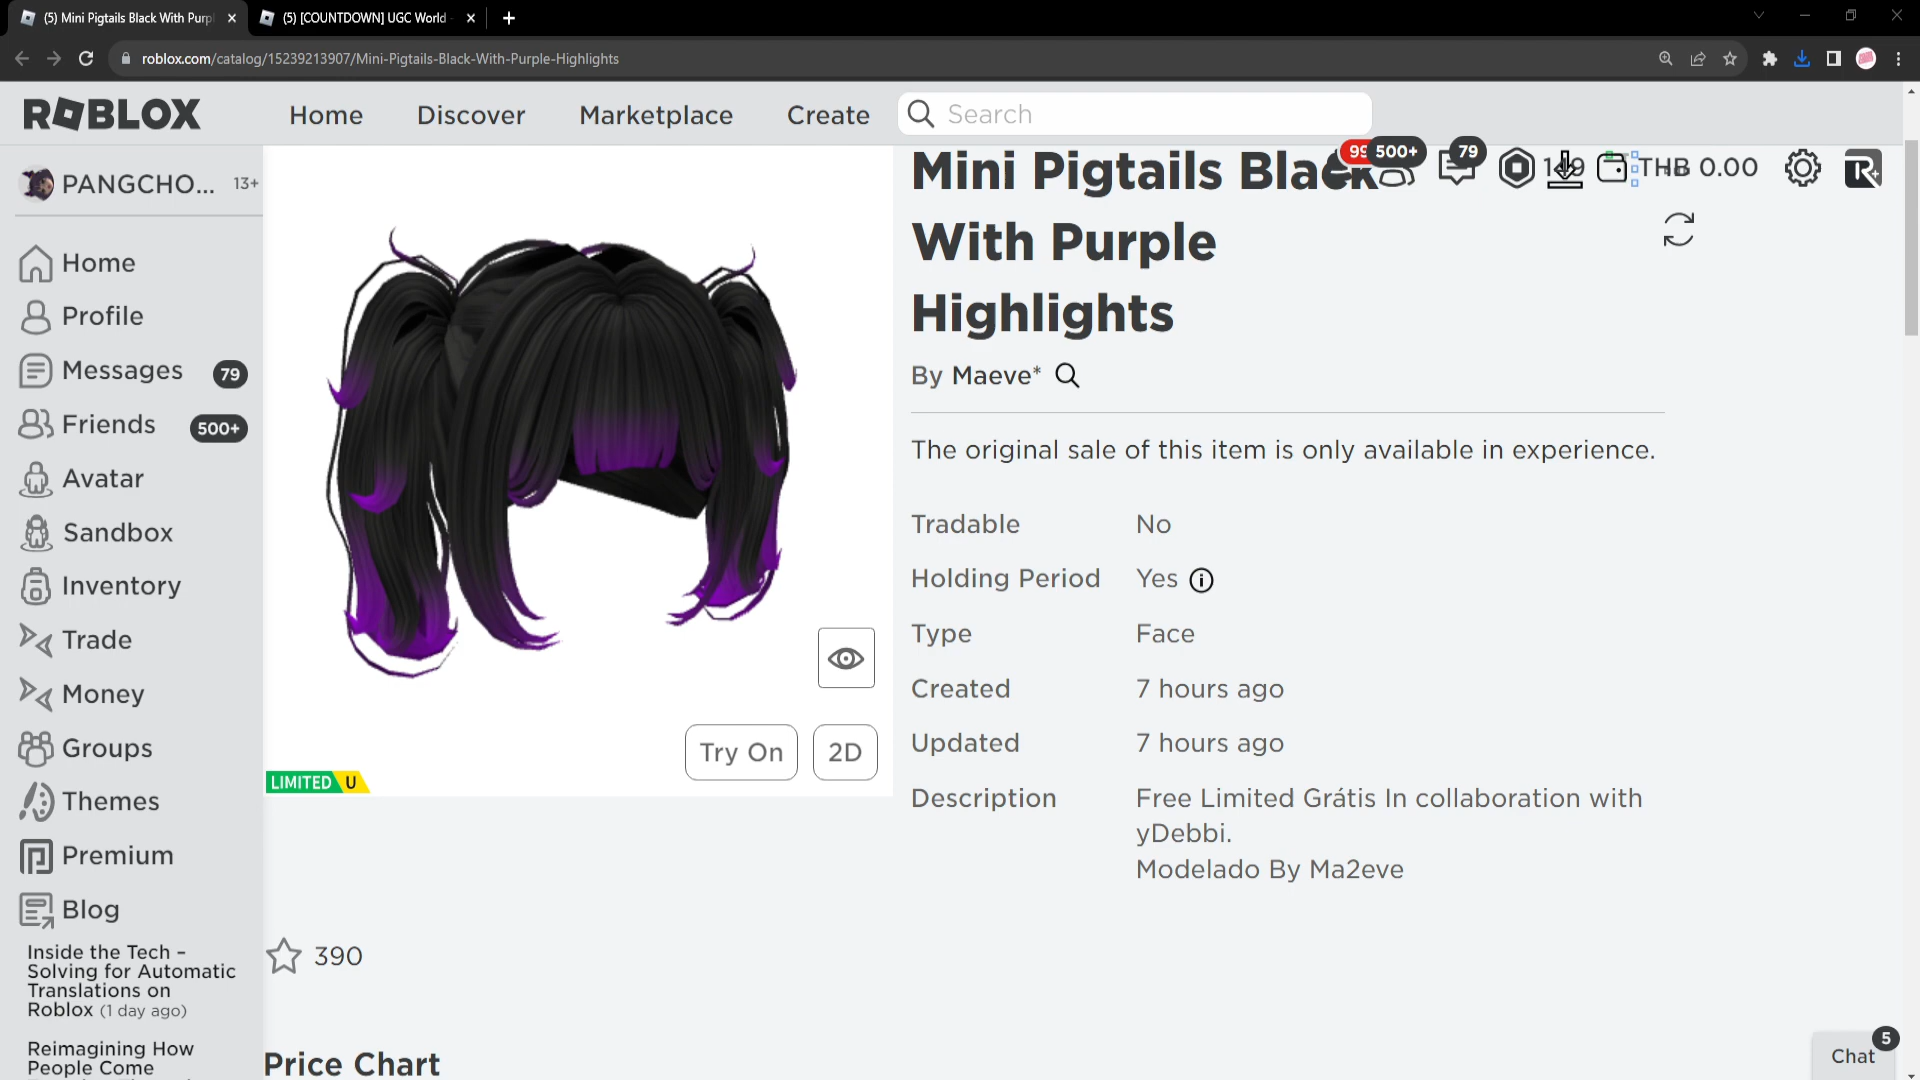 (5) Mini Pigtails Black With Purp
(5) [COUNTDOWN] UGC World
roblox.com/catalog/15239213907/Mini-Pigtails-Black-With-Purple-Highlights
ROBLOX
Home
Discover
Marketplace
Create
Search
99
500+
79
THB 0.00
PANGCHO...
13+
Home
Profile
Messages
79
Friends
500+
Avatar
Sandbox
Inventory
Trade
Money
Groups
Themes
Premium
Blog
Inside the Tech –
Solving for Automatic
Translations on
Roblox (1 day ago)
Reimagining How
People Come
Try On
2D
LIMITED U
390
Price Chart
Mini Pigtails Black
With Purple
Highlights
By Maeve*
The original sale of this item is only available in experience.
Tradable
No
Holding Period
Yes
Type
Face
Created
7 hours ago
Updated
7 hours ago
Description
Free Limited Grátis In collaboration with
yDebbi.
Modelado By Ma2eve
Chat
5